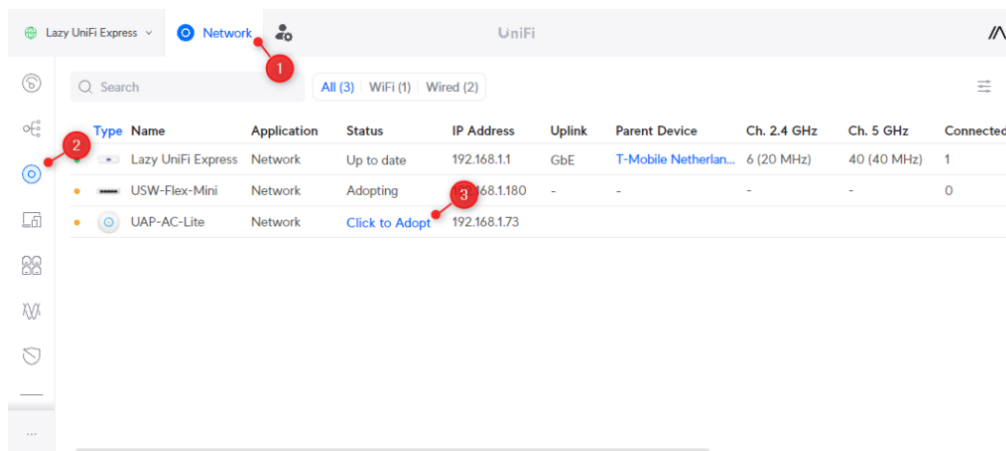 Lazy UniFi Express Network UniFi
1
Search All (3) WiFi (1) Wired (2)
2
Type Name Application Status IP Address Uplink Parent Device Ch. 2.4 GHz Ch. 5 GHz Connected
Lazy UniFi Express Network Up to date 192.168.1.1 GbE T-Mobile Netherlan... 6 (20 MHz) 40 (40 MHz) 1
USW-Flex-Mini Network Adopting .168.1.180 - - - - 0
3
UAP-AC-Lite Network Click to Adopt 192.168.1.73
...